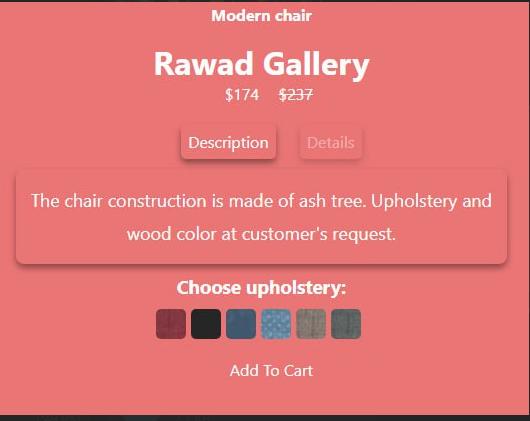 Modern chair
Rawad Gallery
$174 $237
Description Details
The chair construction is made of ash tree. Upholstery and
wood color at customer's request.
Choose upholstery:
Add To Cart